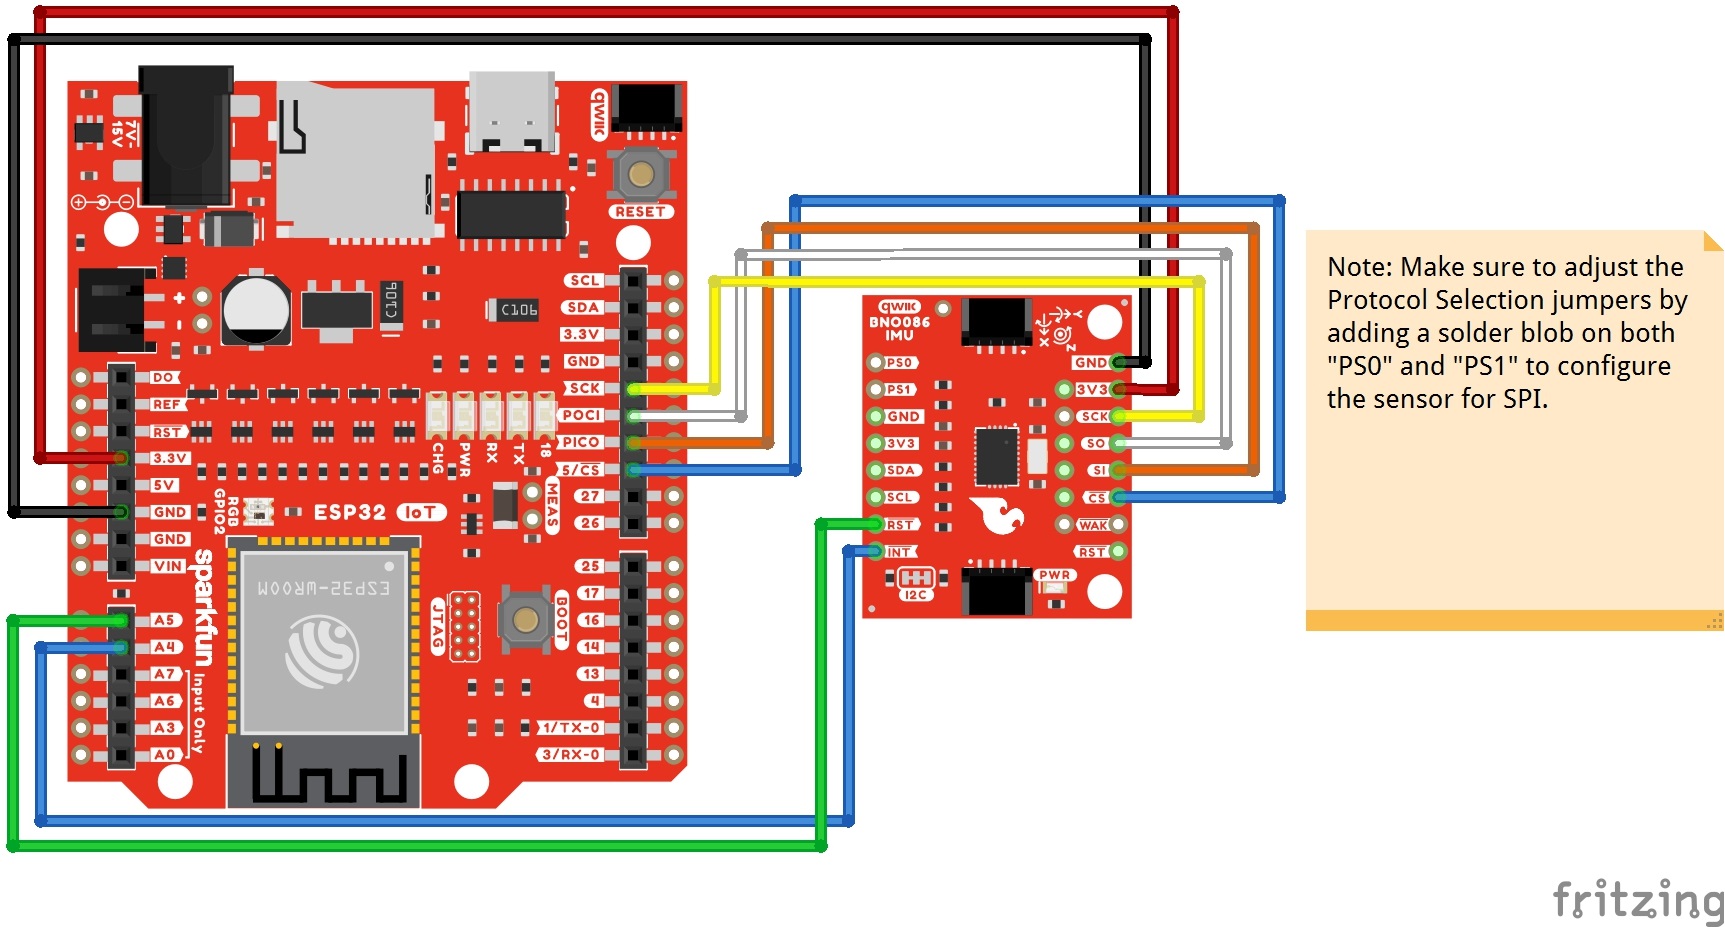 7V-
15V
qwiic
RESET
C106
C106
+
-
SCL
SDA
3.3V
GND
SCK
POCI
PICO
5/CS
27
26
DO
REF
RST
3.3V
5V
GND
GND
VIN
CHG
PWR
RX
TX
18
MEAS
RGB
GPIO2
ESP32 IoT
sparkfun
ESP32-WROOM
JTAG
BOOT
25
17
16
14
13
4
1/TX-0
3/RX-0
A5
A4
A7
A6
A3
A0
Input Only
qwiic
BNO086
IMU
X
Y
Z
PS0
PS1
GND
3V3
SDA
SCL
RST
INT
GND
3V3
SCK
SO
SI
CS
WAK
RST
I2C
PWR
Note: Make sure to adjust the
Protocol Selection jumpers by
adding a solder blob on both
"PS0" and "PS1" to configure
the sensor for SPI.
fritzing